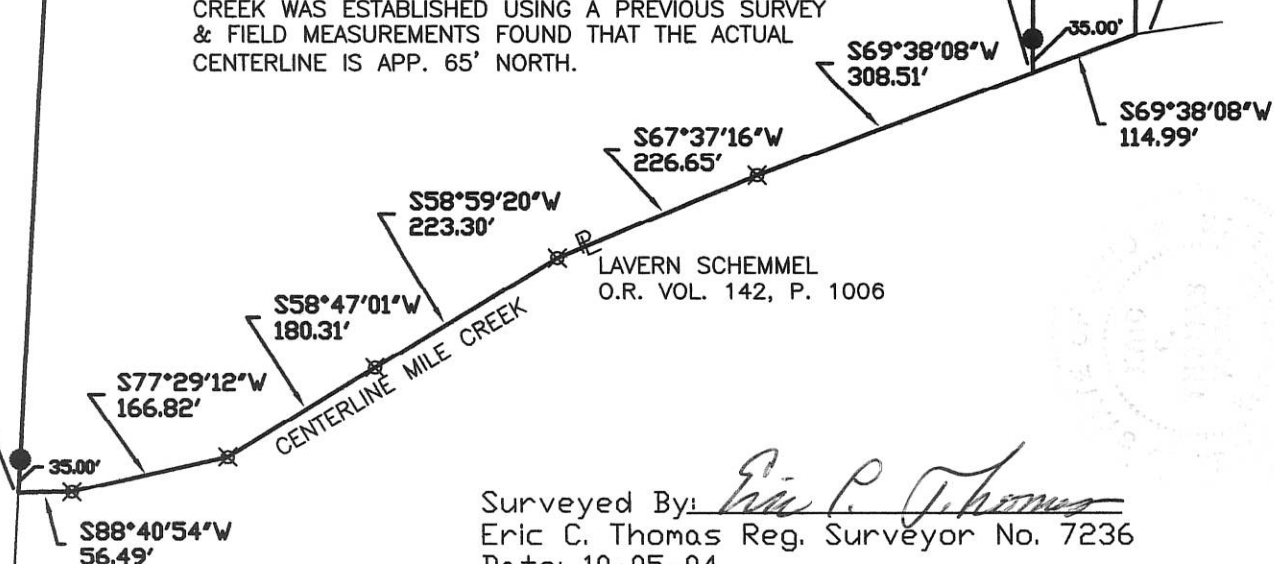 CREEK WAS ESTABLISHED USING A PREVIOUS SURVEY
& FIELD MEASUREMENTS FOUND THAT THE ACTUAL
CENTERLINE IS APP. 65' NORTH.
35.00'
S69°38'08"W
308.51'
S69°38'08"W
114.99'
S67°37'16"W
226.65'
S58°59'20"W
223.30'
PL
LAVERN SCHEMMEL
O.R. VOL. 142, P. 1006
S58°47'01"W
180.31'
CENTERLINE MILE CREEK
S77°29'12"W
166.82'
35.00'
S88°40'54"W
56.49'
Surveyed By: Eric C. Thomas
Eric C. Thomas Reg. Surveyor No. 7236